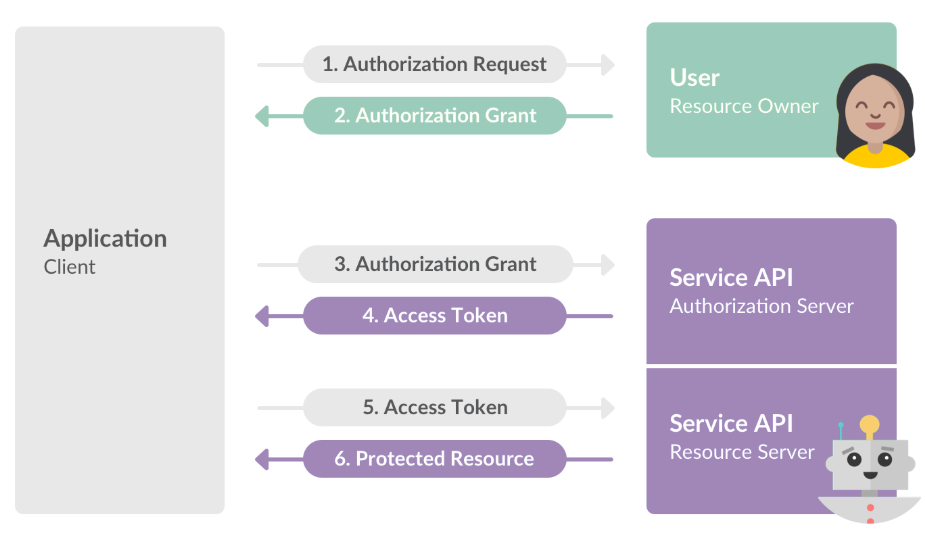 1. Authorization Request
2. Authorization Grant
User
Resource Owner
Application
Client
3. Authorization Grant
4. Access Token
Service API
Authorization Server
5. Access Token
6. Protected Resource
Service API
Resource Server